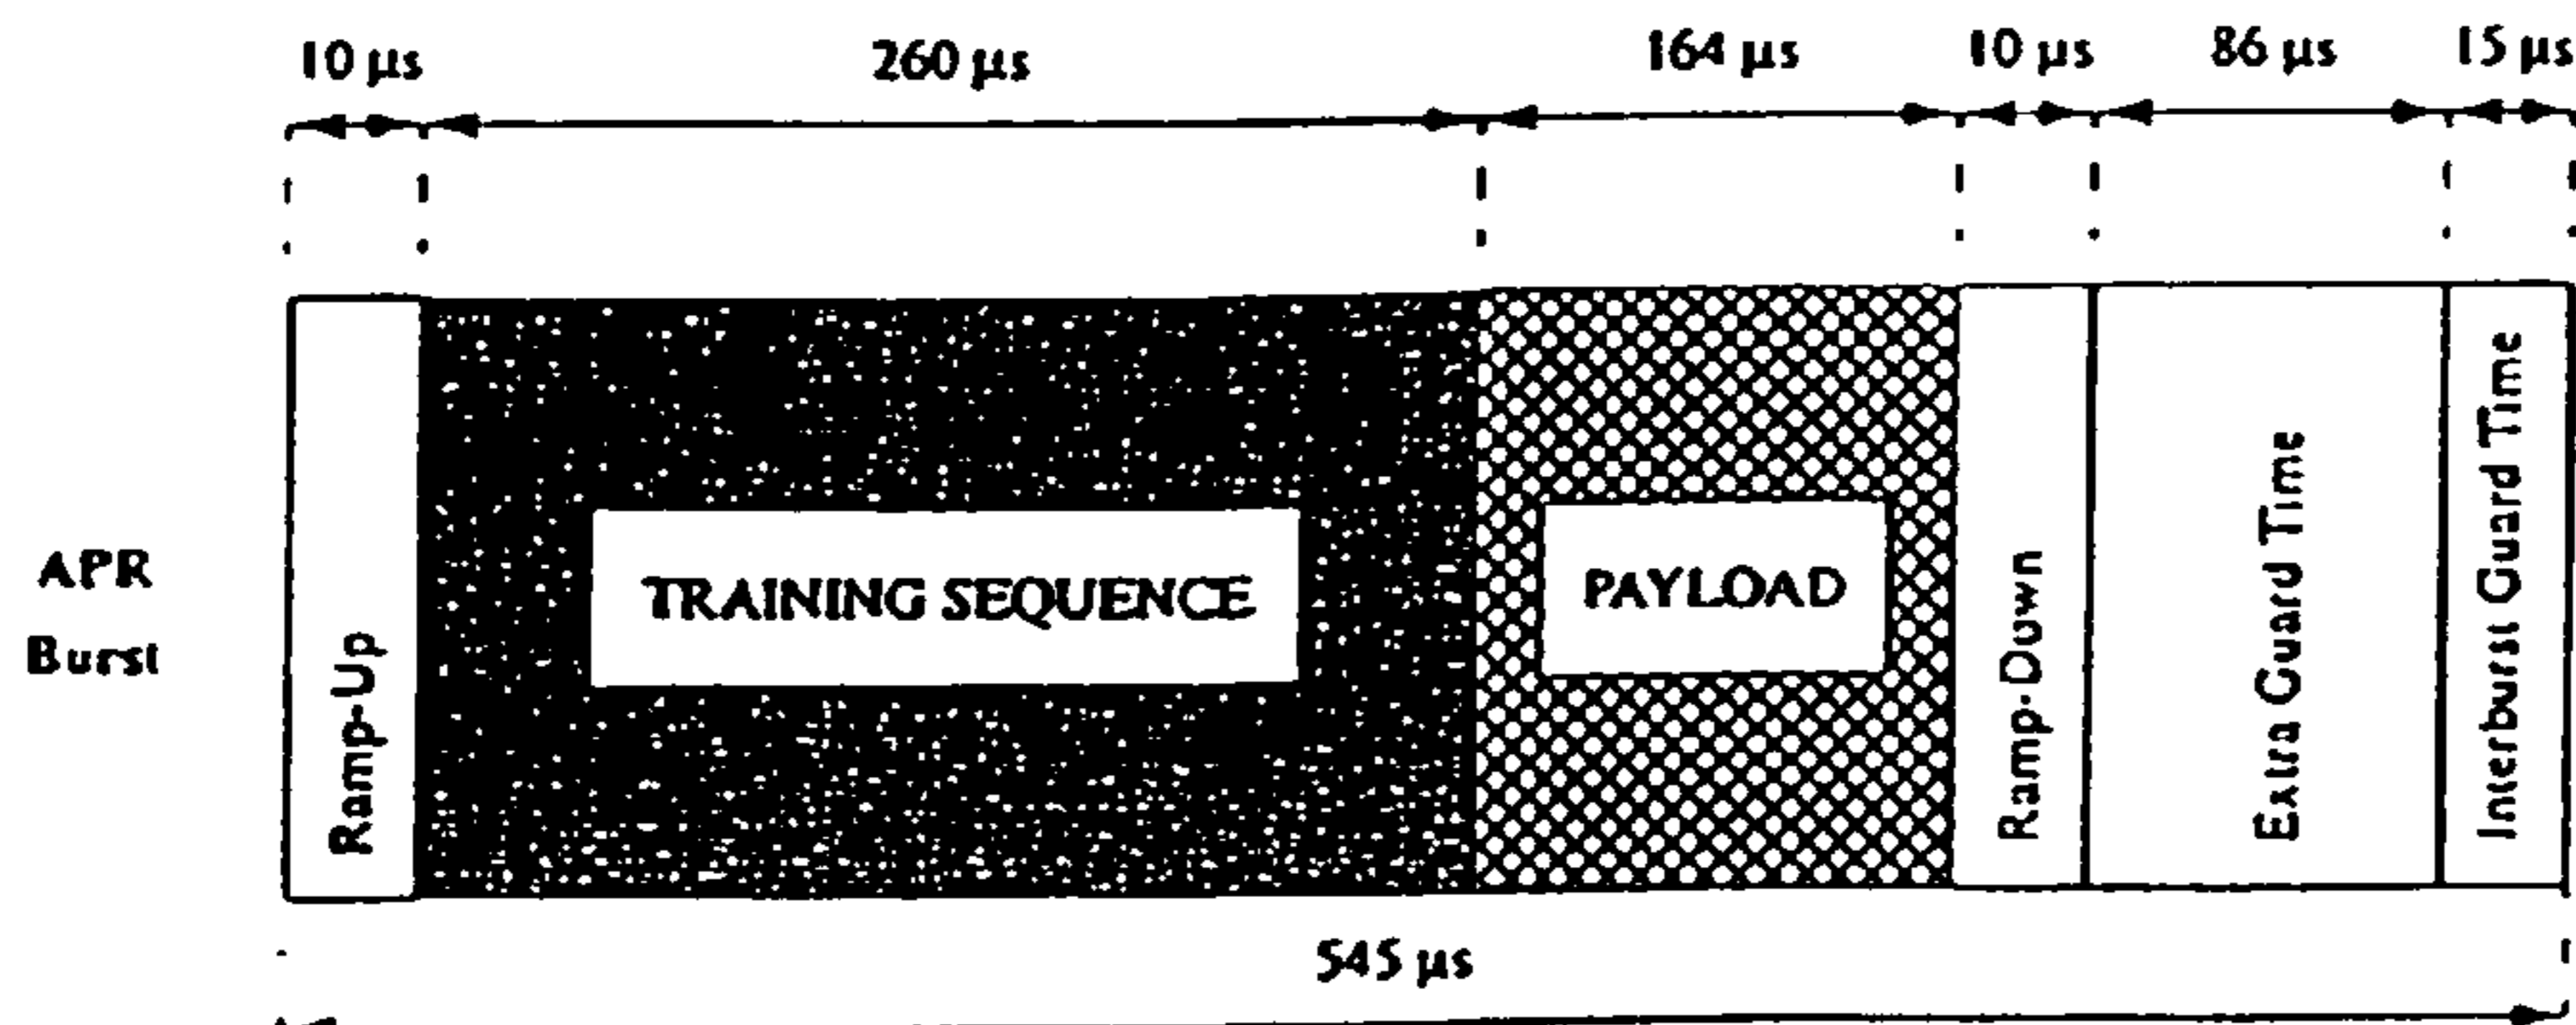 10 µs 260 µs 164 µs 10 µs 86 µs 15 µs
APR
Burst
Ramp-Up
TRAINING SEQUENCE
PAYLOAD
Ramp-Down
Extra Guard Time
Interburst Guard Time
545 µs